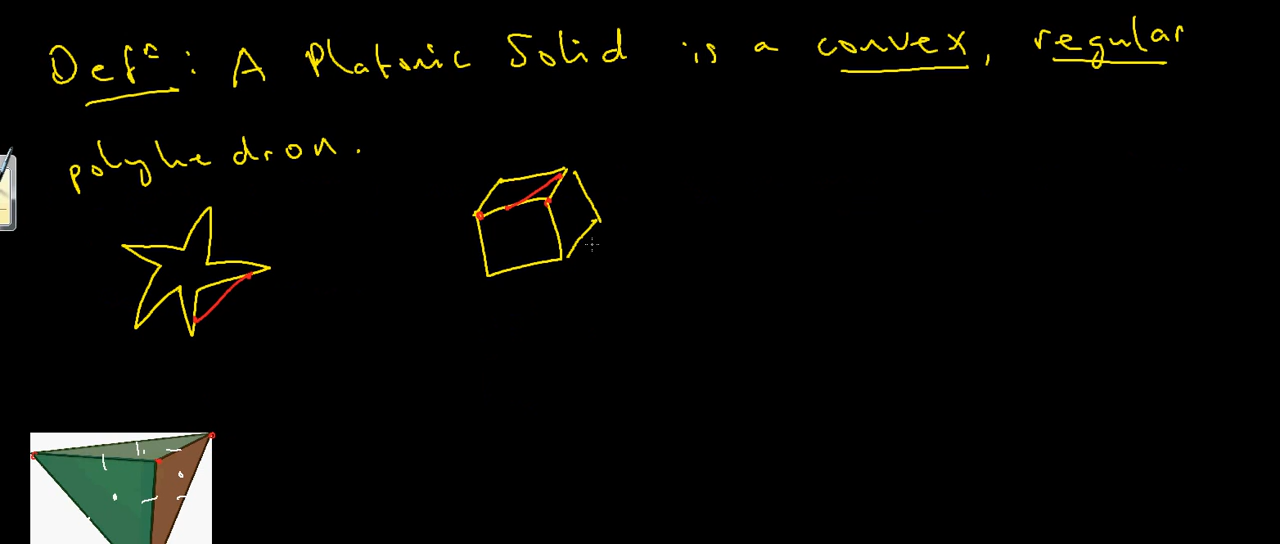 Defⁿ: A Platonic Solid is a convex, regular
polyhedron.